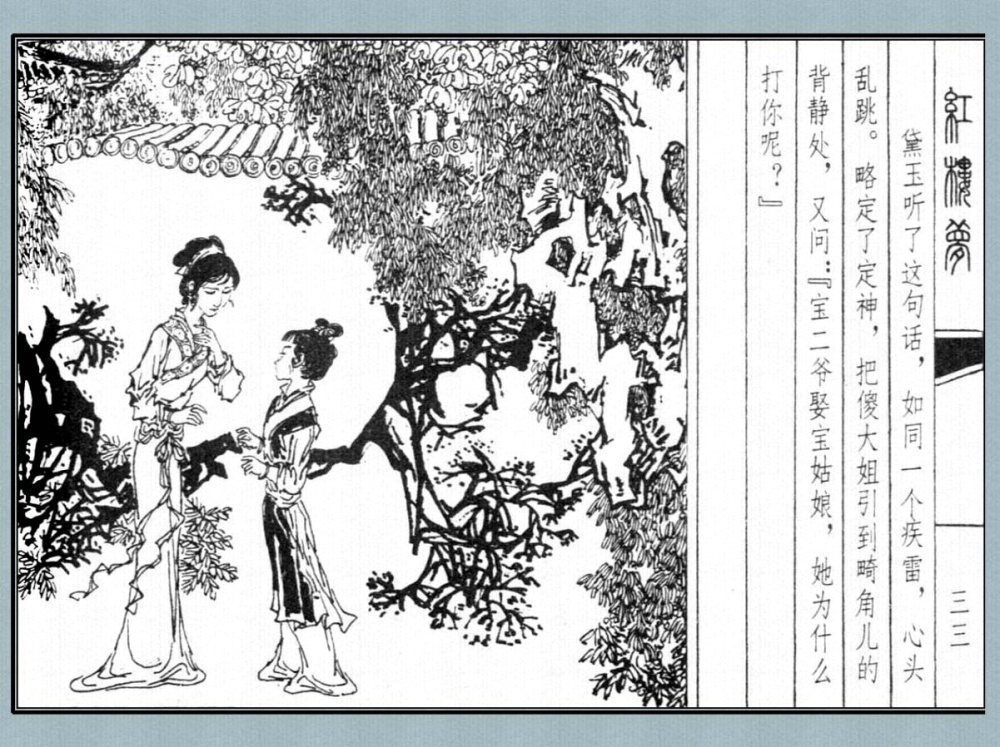 紅樓夢
三三
黛玉听了这句话，如同一个疾雷，心头
乱跳。略定了定神，把傻大姐引到畸角儿的
背静处，又问：『宝二爷娶宝姑娘，她为什么
打你呢？』